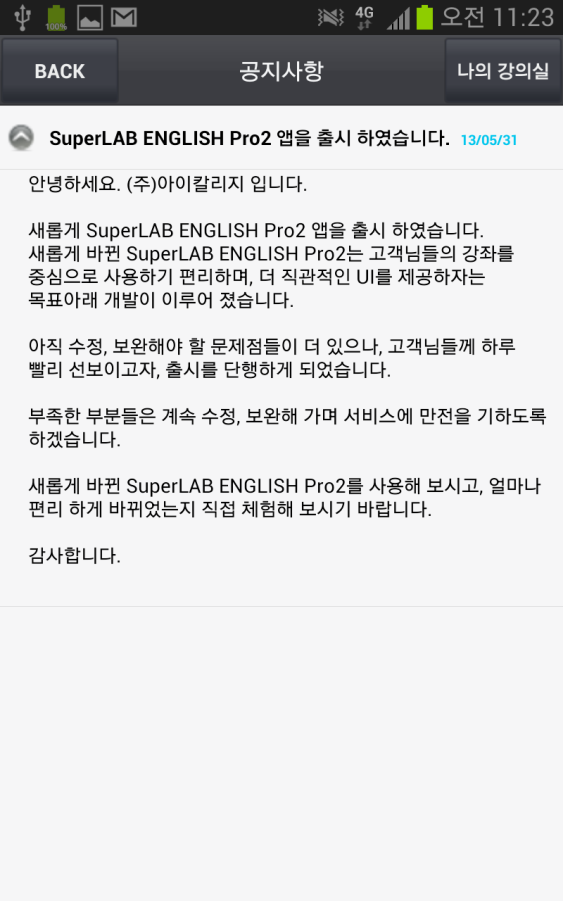 100%
4G
오전 11:23
BACK
공지사항
나의 강의실
SuperLAB ENGLISH Pro2 앱을 출시 하였습니다. 13/05/31
안녕하세요. (주)아이칼리지 입니다.
새롭게 SuperLAB ENGLISH Pro2 앱을 출시 하였습니다.
새롭게 바뀐 SuperLAB ENGLISH Pro2는 고객님들의 강좌를
중심으로 사용하기 편리하며, 더 직관적인 UI를 제공하자는
목표아래 개발이 이루어 졌습니다.
아직 수정, 보완해야 할 문제점들이 더 있으나, 고객님들께 하루
빨리 선보이고자, 출시를 단행하게 되었습니다.
부족한 부분들은 계속 수정, 보완해 가며 서비스에 만전을 기하도록
하겠습니다.
새롭게 바뀐 SuperLAB ENGLISH Pro2를 사용해 보시고, 얼마나
편리 하게 바뀌었는지 직접 체험해 보시기 바랍니다.
감사합니다.